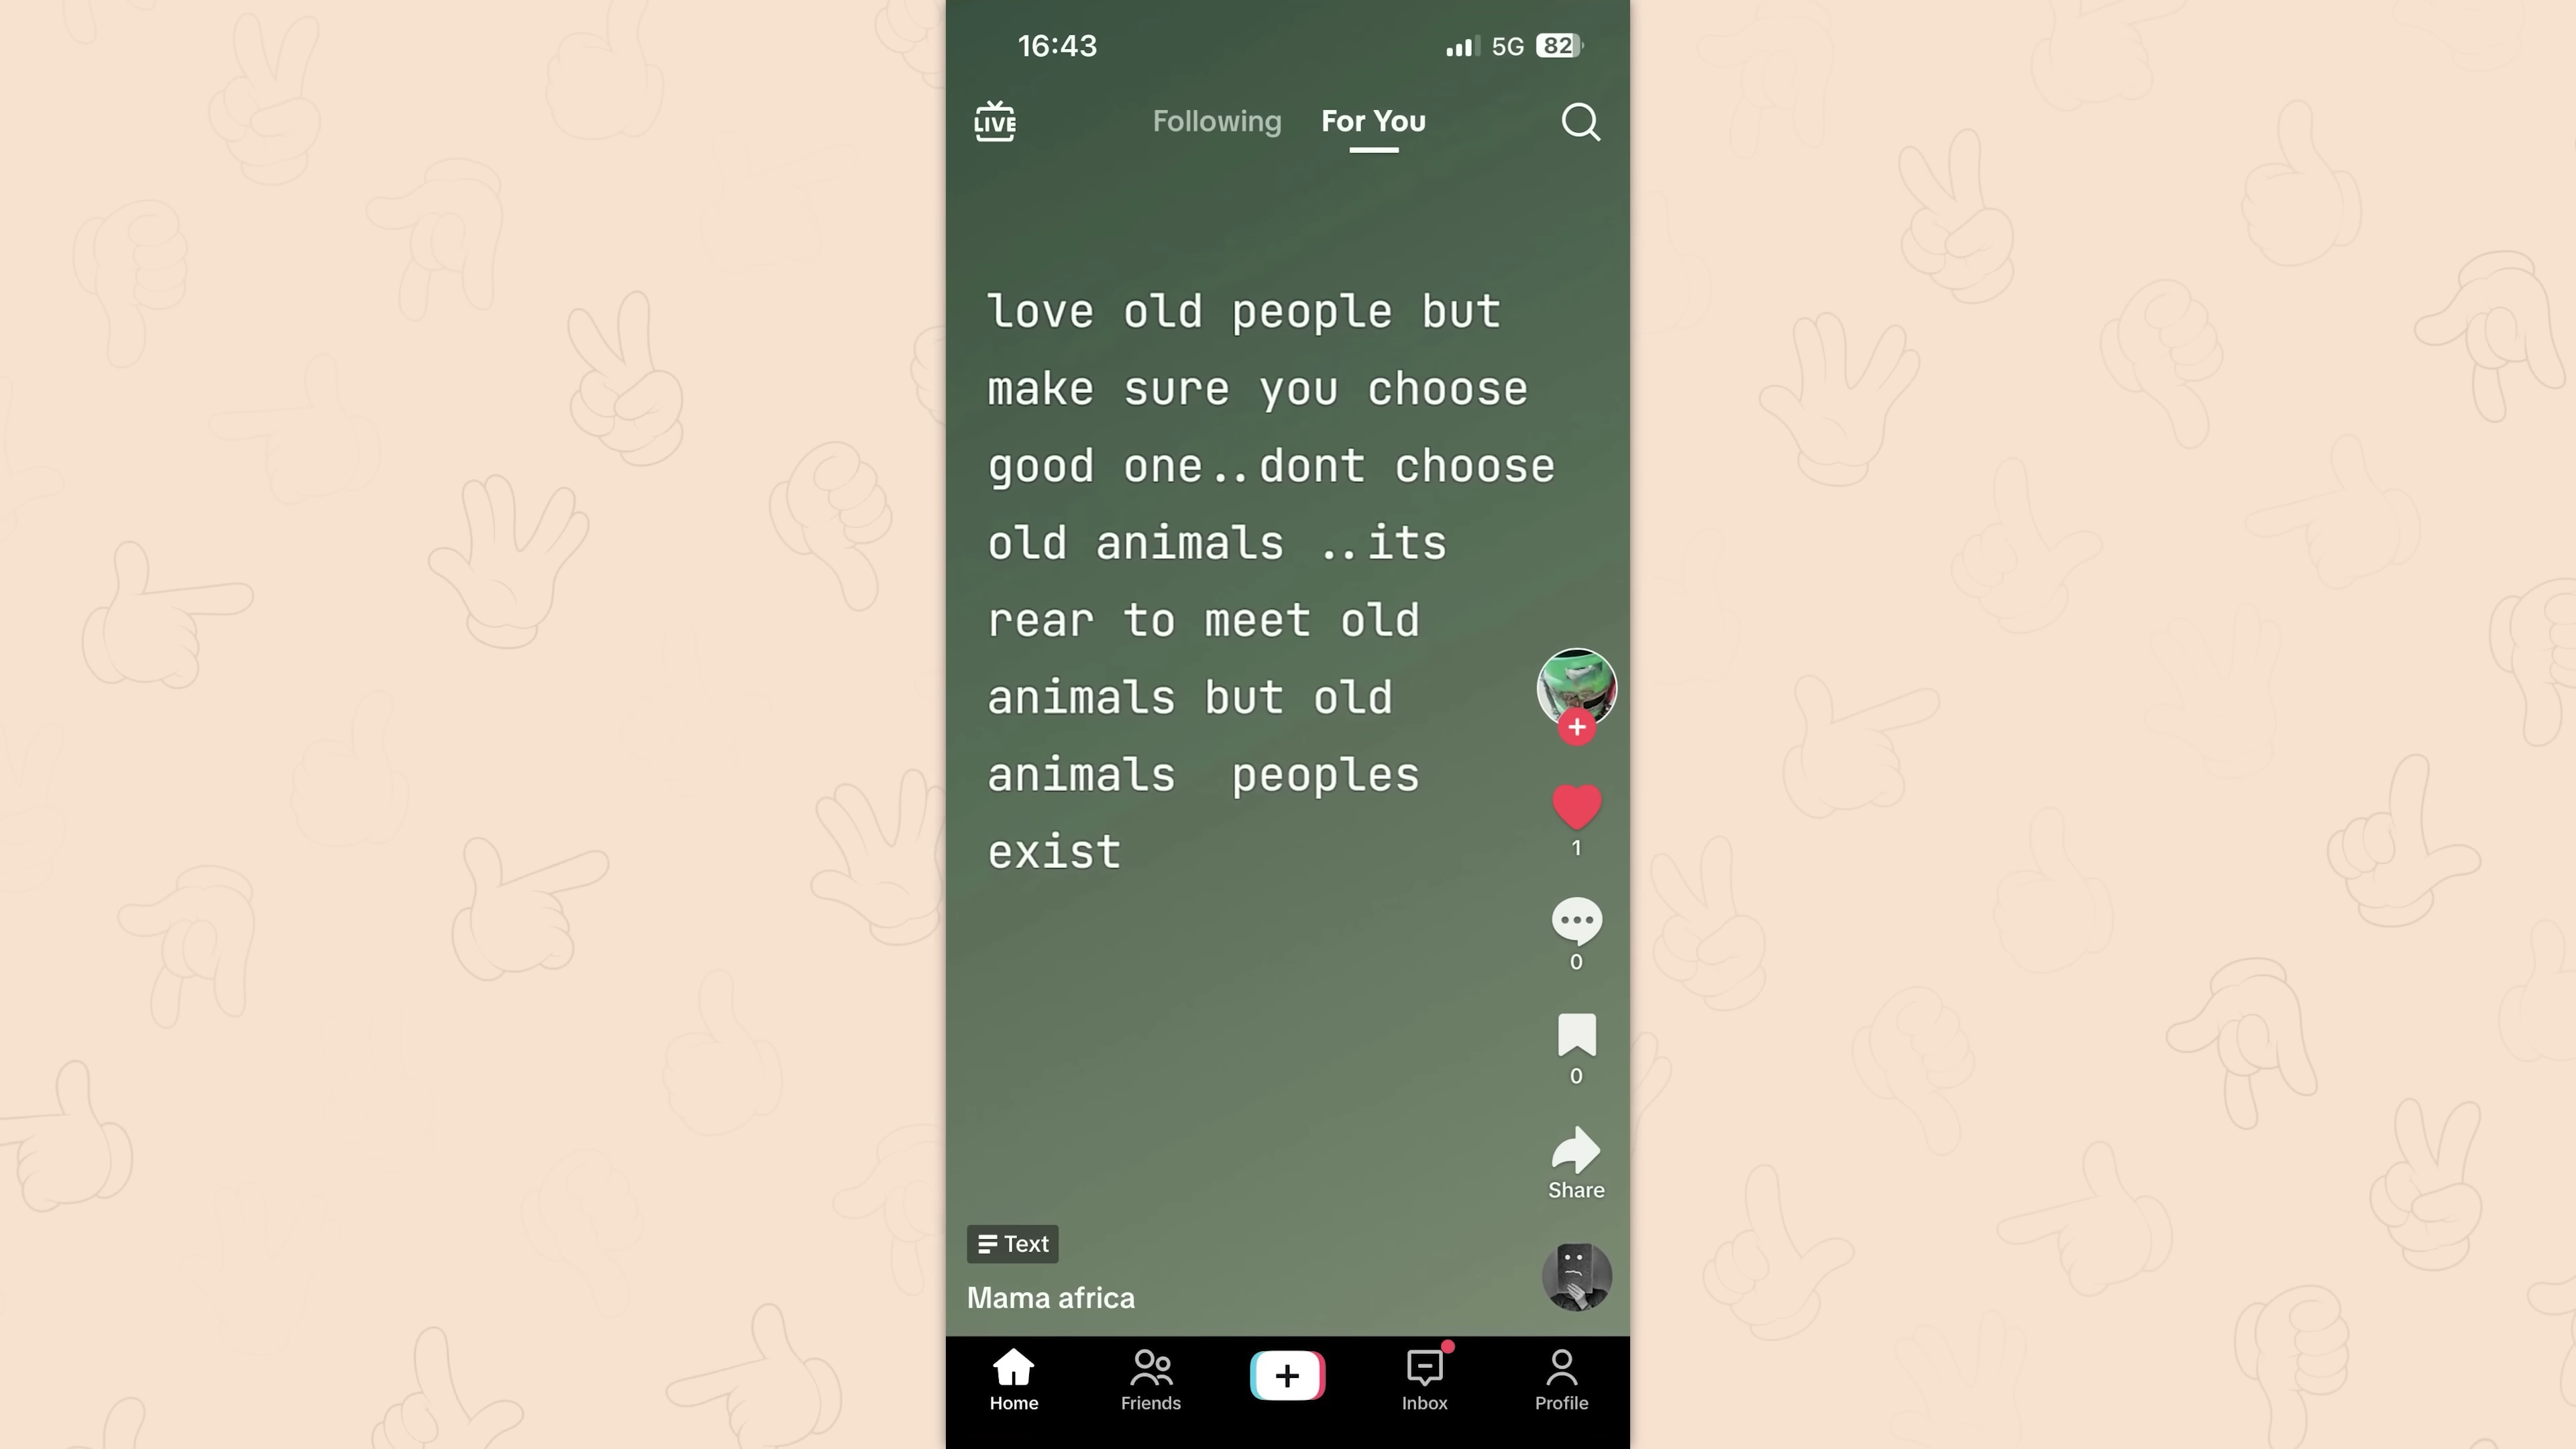 16:43
5G 82
LIVE
Following For You
love old people but
make sure you choose
good one..dont choose
old animals ..its
rear to meet old
animals but old
animals  peoples
exist
1
0
0
Share
Text
Mama africa
Home
Friends
Inbox
Profile